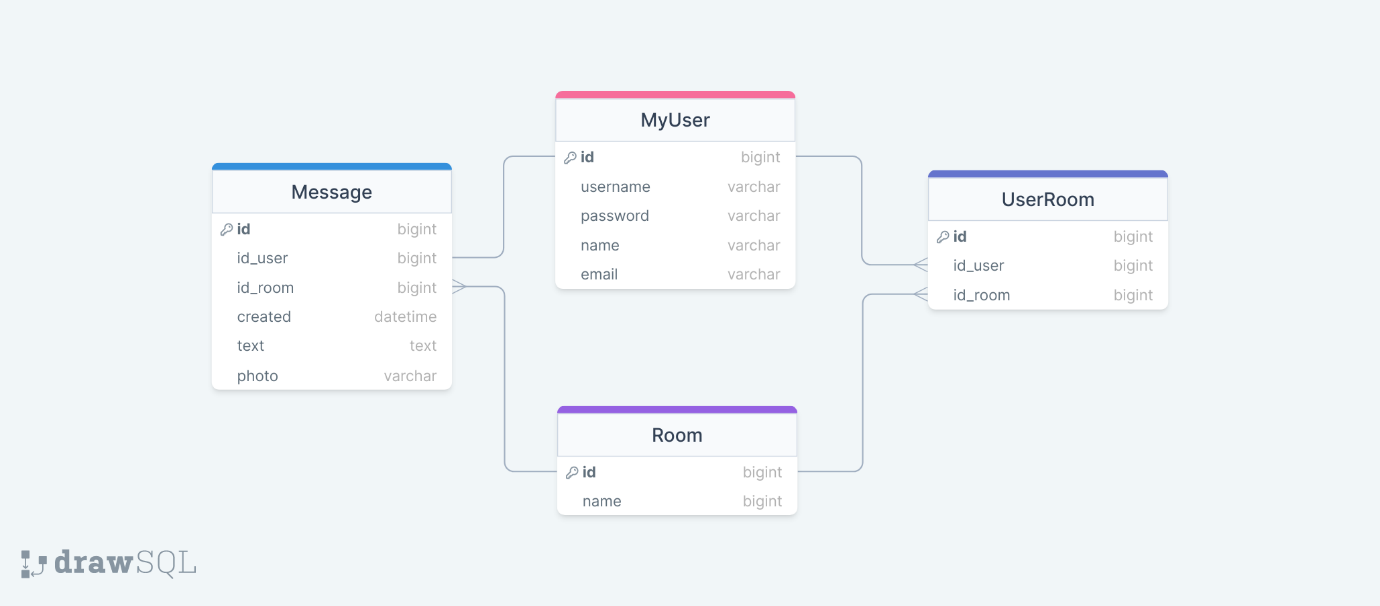 MyUser
id bigint
username varchar
password varchar
name varchar
email varchar
Message
id bigint
id_user bigint
id_room bigint
created datetime
text text
photo varchar
UserRoom
id bigint
id_user bigint
id_room bigint
Room
id bigint
name bigint
drawSQL